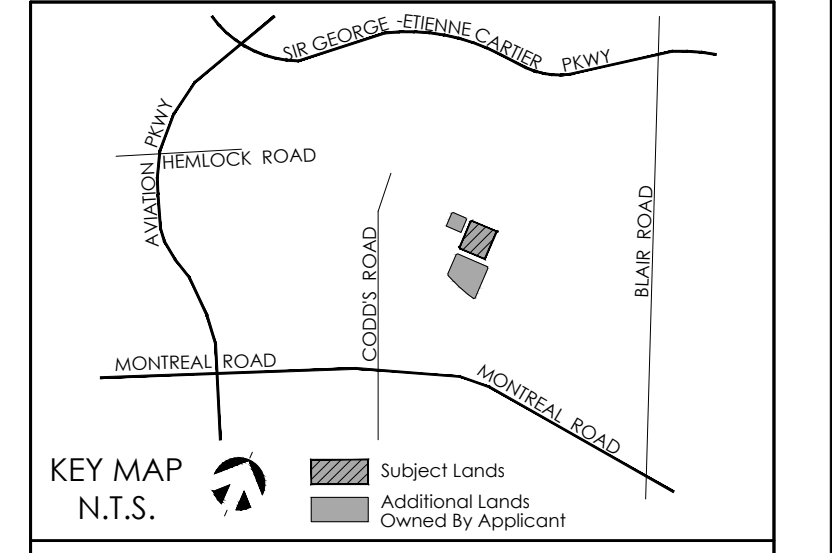 SIR GEORGE -ETIENNE CARTIER PKWY
AVIATION PKWY
HEMLOCK ROAD
CODD'S ROAD
BLAIR ROAD
MONTREAL ROAD
MONTREAL ROAD
KEY MAP
N.T.S.
Subject Lands
Additional Lands
Owned By Applicant